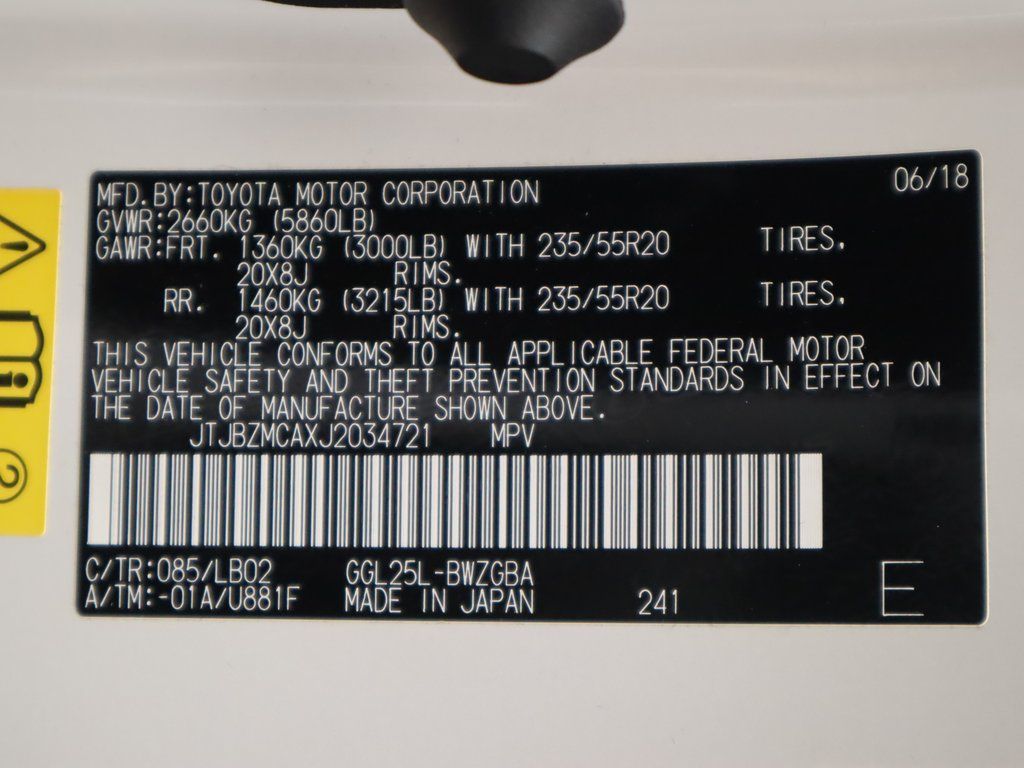 06/18
MFD.BY:TOYOTA MOTOR CORPORATION
GVWR:2660KG (5860LB)
GAWR:FRT. 1360KG (3000LB) WITH 235/55R20 TIRES.
20X8J RIMS.
RR. 1460KG (3215LB) WITH 235/55R20 TIRES.
20X8J RIMS.
THIS VEHICLE CONFORMS TO ALL APPLICABLE FEDERAL MOTOR
VEHICLE SAFETY AND THEFT PREVENTION STANDARDS IN EFFECT ON
THE DATE OF MANUFACTURE SHOWN ABOVE.
JTJBZMCAXJ2034721 MPV
C/TR:085/LB02 GGL25L-BWZGBA
A/TM:-01A/U881F MADE IN JAPAN 241 E
2